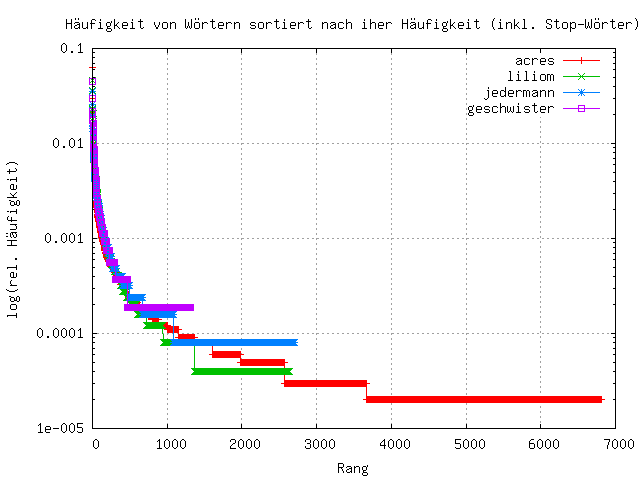 Häufigkeit von Wörtern sortiert nach iher Häufigkeit (inkl. Stop-Wörter)
0.1
acres
liliom
jedermann
geschwister
0.01
log(rel. Häufigkeit)
0.001
0.0001
1e-005
0 1000 2000 3000 4000 5000 6000 7000
Rang